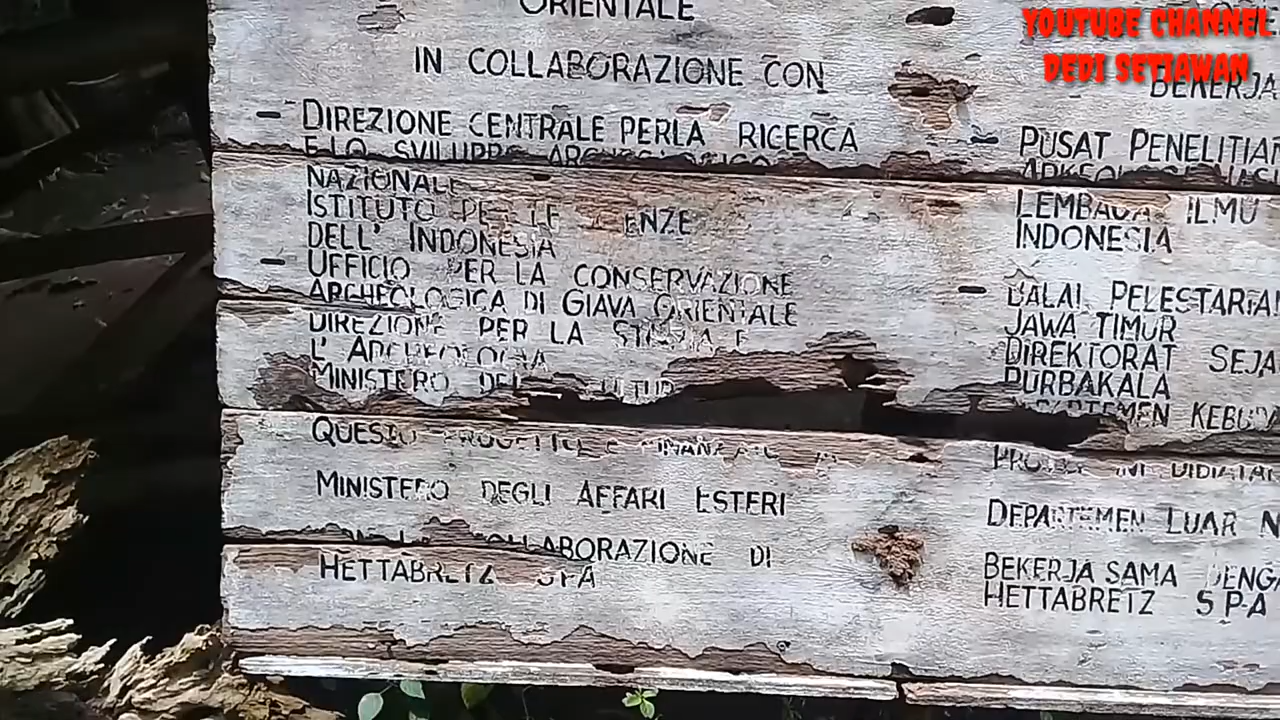 ORIENTALE
IN COLLABORAZIONE CON
- DIREZIONE CENTRALE PER LA RICERCA
E LO SVILUPPO ARCHEOLOGICO
NAZIONALE
ISTITUTO PER LE
DELL' INDONESIA
- UFFICIO PER LA CONSERVAZIONE
ARCHEOLOGICA DI GIAVA ORIENTALE
DIREZIONE PER LA STORIA E
L' ARCHEOLOGIA
MINISTERO
QUESTO PROGETTO E FINANZIATO
MINISTERO DEGLI AFFARI ESTERI
COLLABORAZIONE DI
HETTABRETZ SPA
YOUTUBE CHANNEL
DEDI SETIAWAN
BEKERJA
- PUSAT PENELITIAN
LEMBAGA ILMU
INDONESIA
- BALAI PELESTARIAN
JAWA TIMUR
DIREKTORAT SEJA
PURBAKALA
DEPARTEMEN KEBUD
PROYEK INI DIBIAYAI
DEPARTEMEN LUAR N
BEKERJA SAMA DENGA
HETTABRETZ SPA